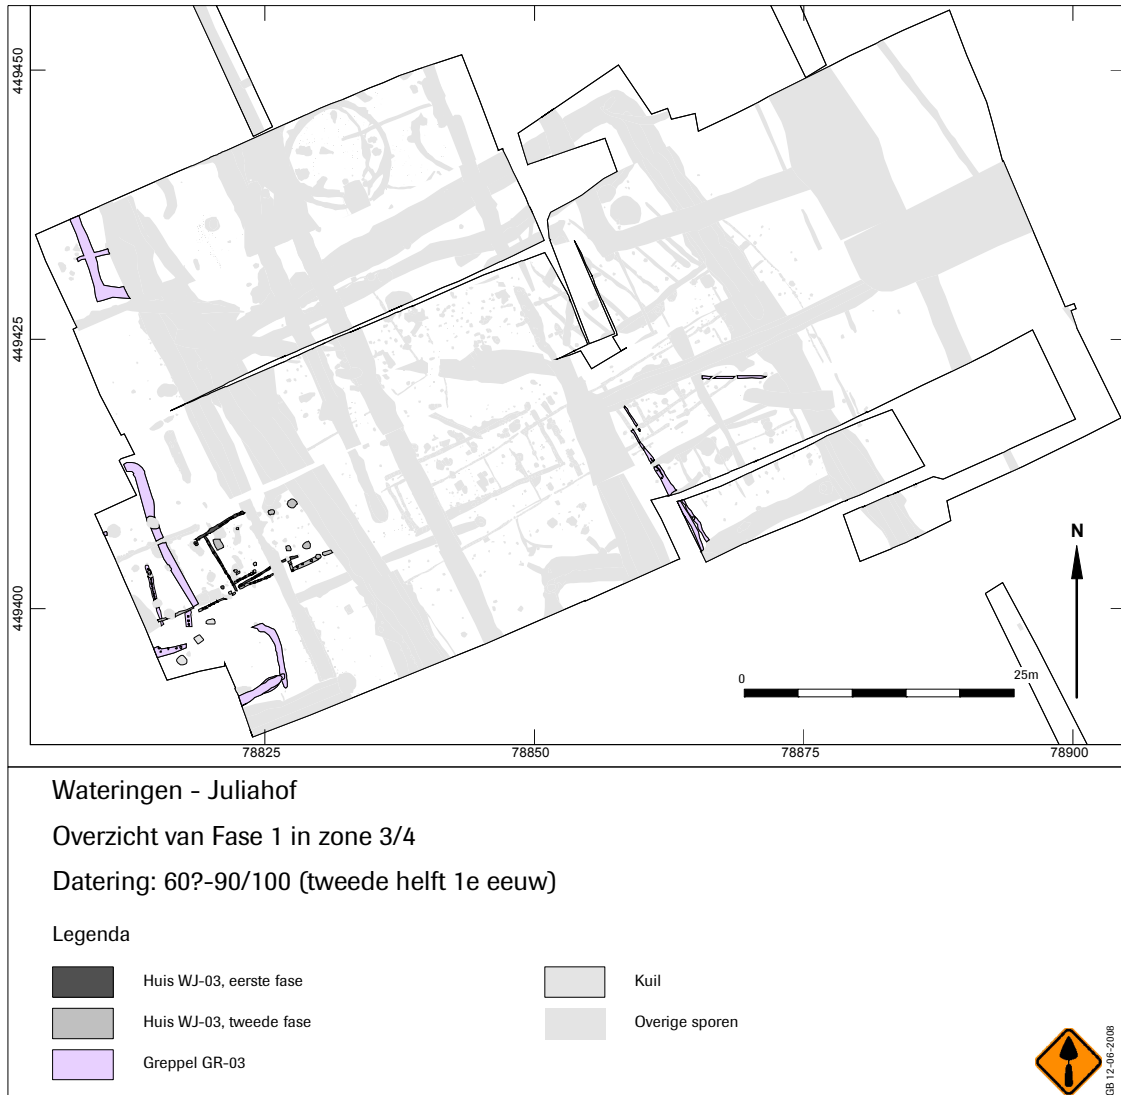 449450
449425
449400
N
0
25m
78825
78850
78875
78900
Wateringen - Juliahof
Overzicht van Fase 1 in zone 3/4
Datering: 60?-90/100 (tweede helft 1e eeuw)
Legenda
Huis WJ-03, eerste fase
Huis WJ-03, tweede fase
Greppel GR-03
Kuil
Overige sporen
GB 12-06-2008